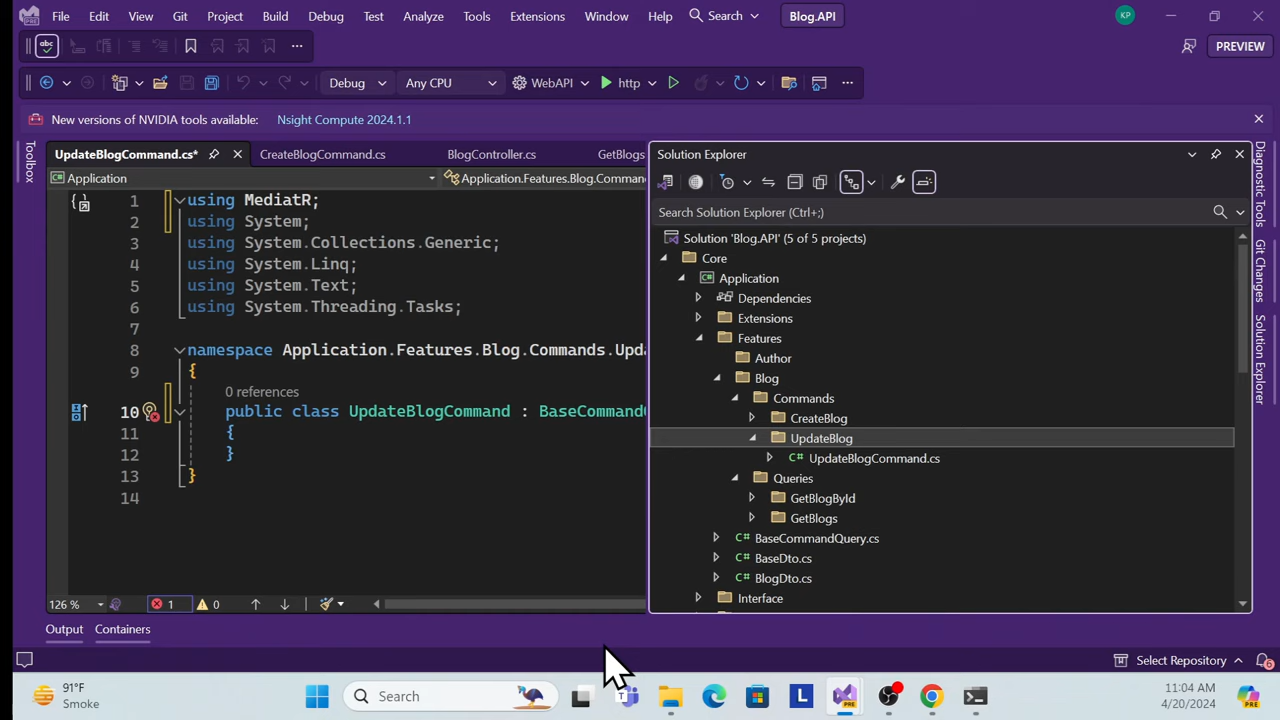 File Edit View Git Project Build Debug Test Analyze Tools Extensions Window Help Search Blog.API KP
abc PREVIEW
Debug Any CPU WebAPI http
New versions of NVIDIA tools available: Nsight Compute 2024.1.1
Toolbox
UpdateBlogCommand.cs* CreateBlogCommand.cs BlogController.cs GetBlogs
Application Application.Features.Blog.Comman
1 using MediatR;
2 using System;
3 using System.Collections.Generic;
4 using System.Linq;
5 using System.Text;
6 using System.Threading.Tasks;
7
8 namespace Application.Features.Blog.Commands.Upda
9 {
0 references
10 public class UpdateBlogCommand : BaseCommandQ
11 {
12 }
13 }
14
126 % 1 0
Solution Explorer
Search Solution Explorer (Ctrl+;)
Solution 'Blog.API' (5 of 5 projects)
Core
Application
Dependencies
Extensions
Features
Author
Blog
Commands
CreateBlog
UpdateBlog
C# UpdateBlogCommand.cs
Queries
GetBlogById
GetBlogs
C# BaseCommandQuery.cs
C# BaseDto.cs
C# BlogDto.cs
Interface
Diagnostic Tools
Git Changes
Solution Explorer
Output Containers
Select Repository 6
91°F
Smoke
Search
PRE
11:04 AM
4/20/2024
PRE